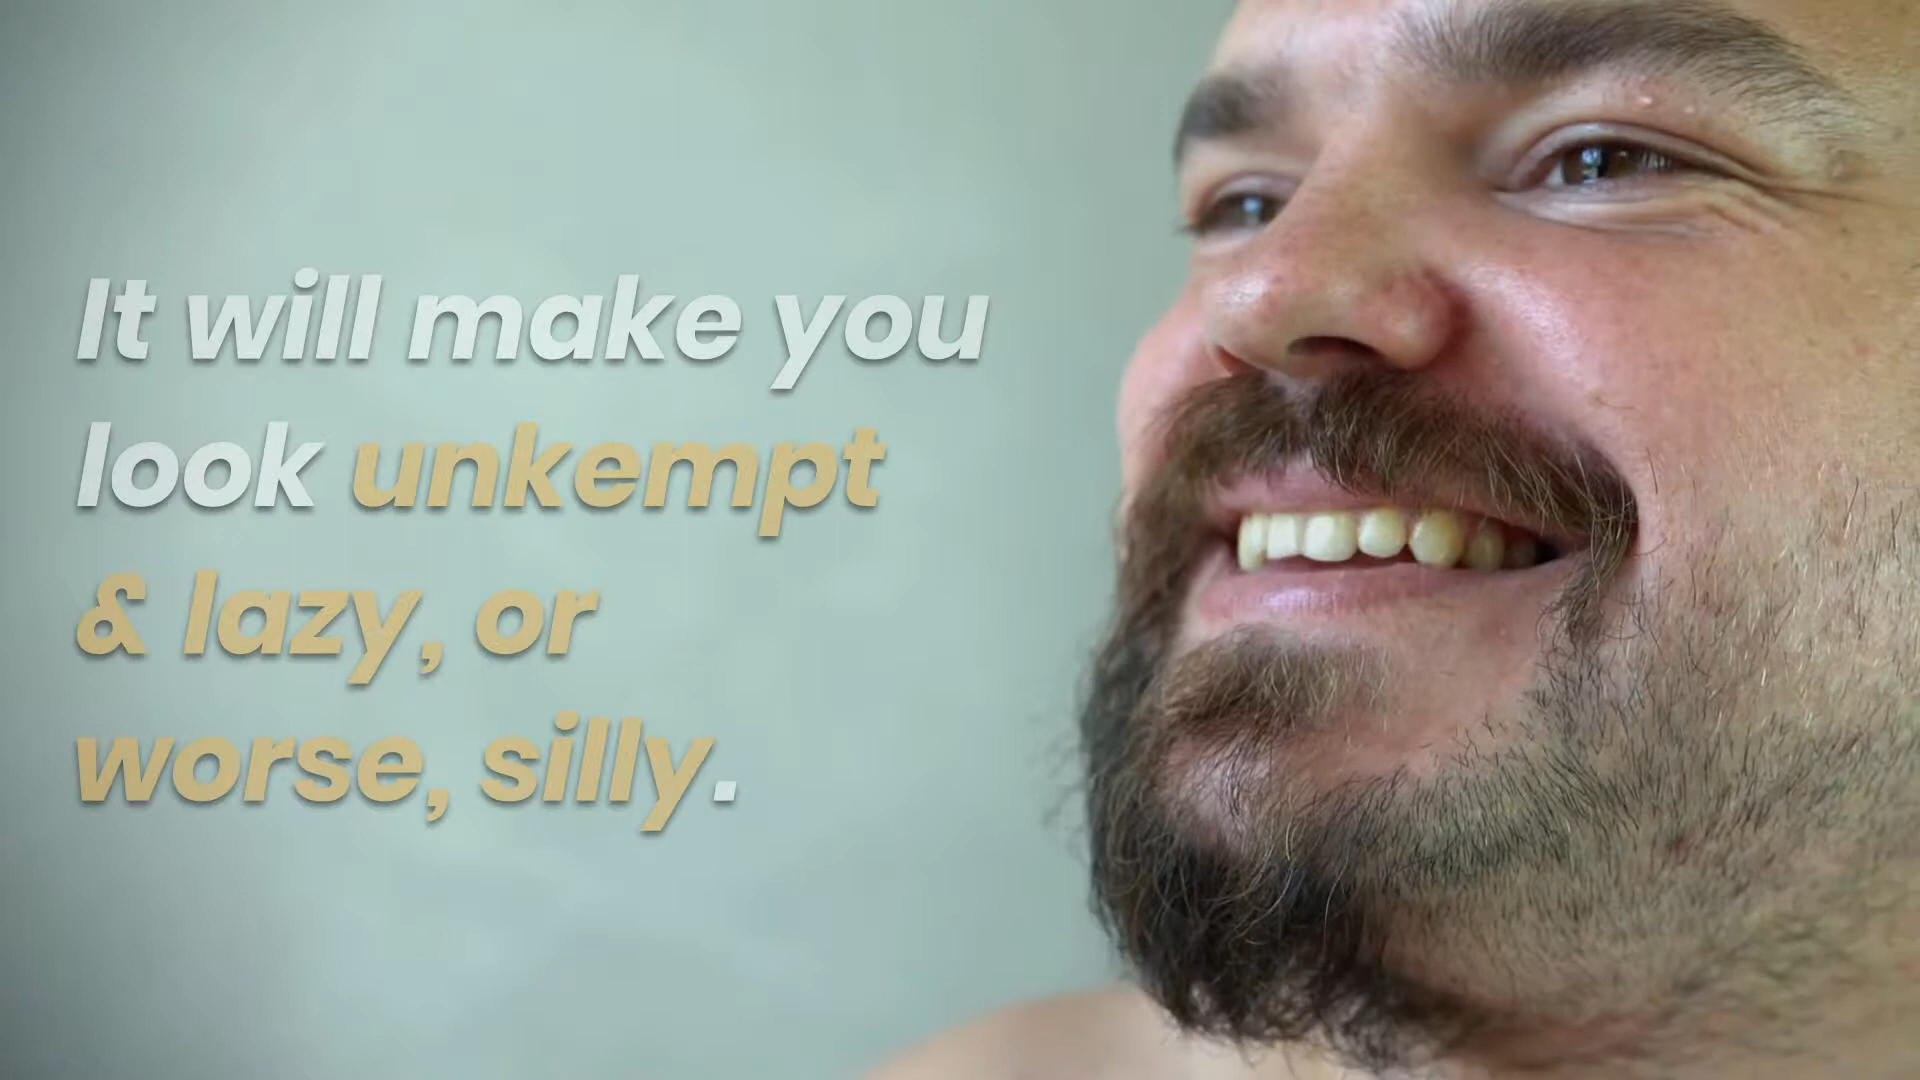 It will make you
look unkempt
& lazy, or
worse, silly.